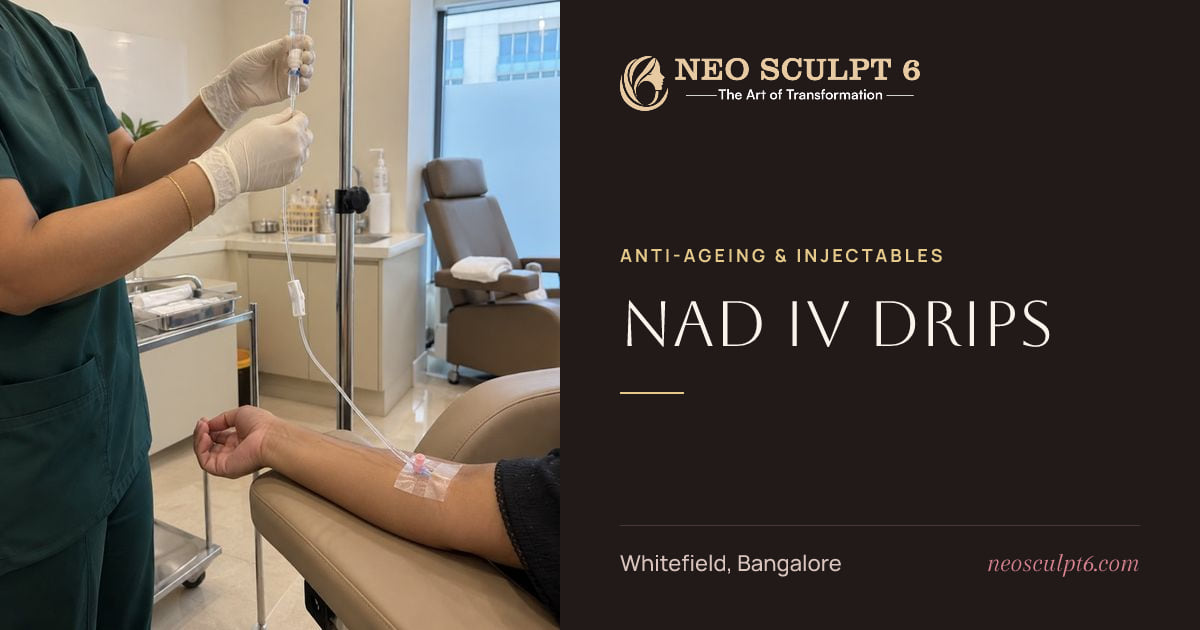 NEO SCULPT 6
The Art of Transformation
ANTI-AGEING & INJECTABLES
NAD IV DRIPS
Whitefield, Bangalore
neosculpt6.com